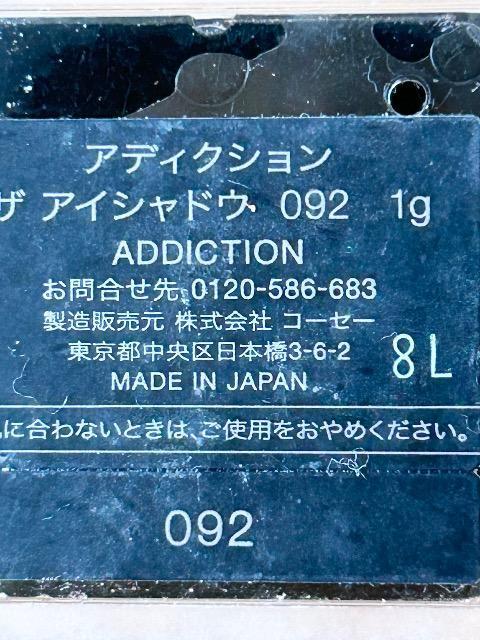 アディクション
ザ アイシャドウ 092 1g
ADDICTION
お問合せ先 0120-586-683
製造販売元 株式会社 コーセー
東京都中央区日本橋3-6-2
8L
MADE IN JAPAN
に合わないときは、ご使用をおやめください。
092